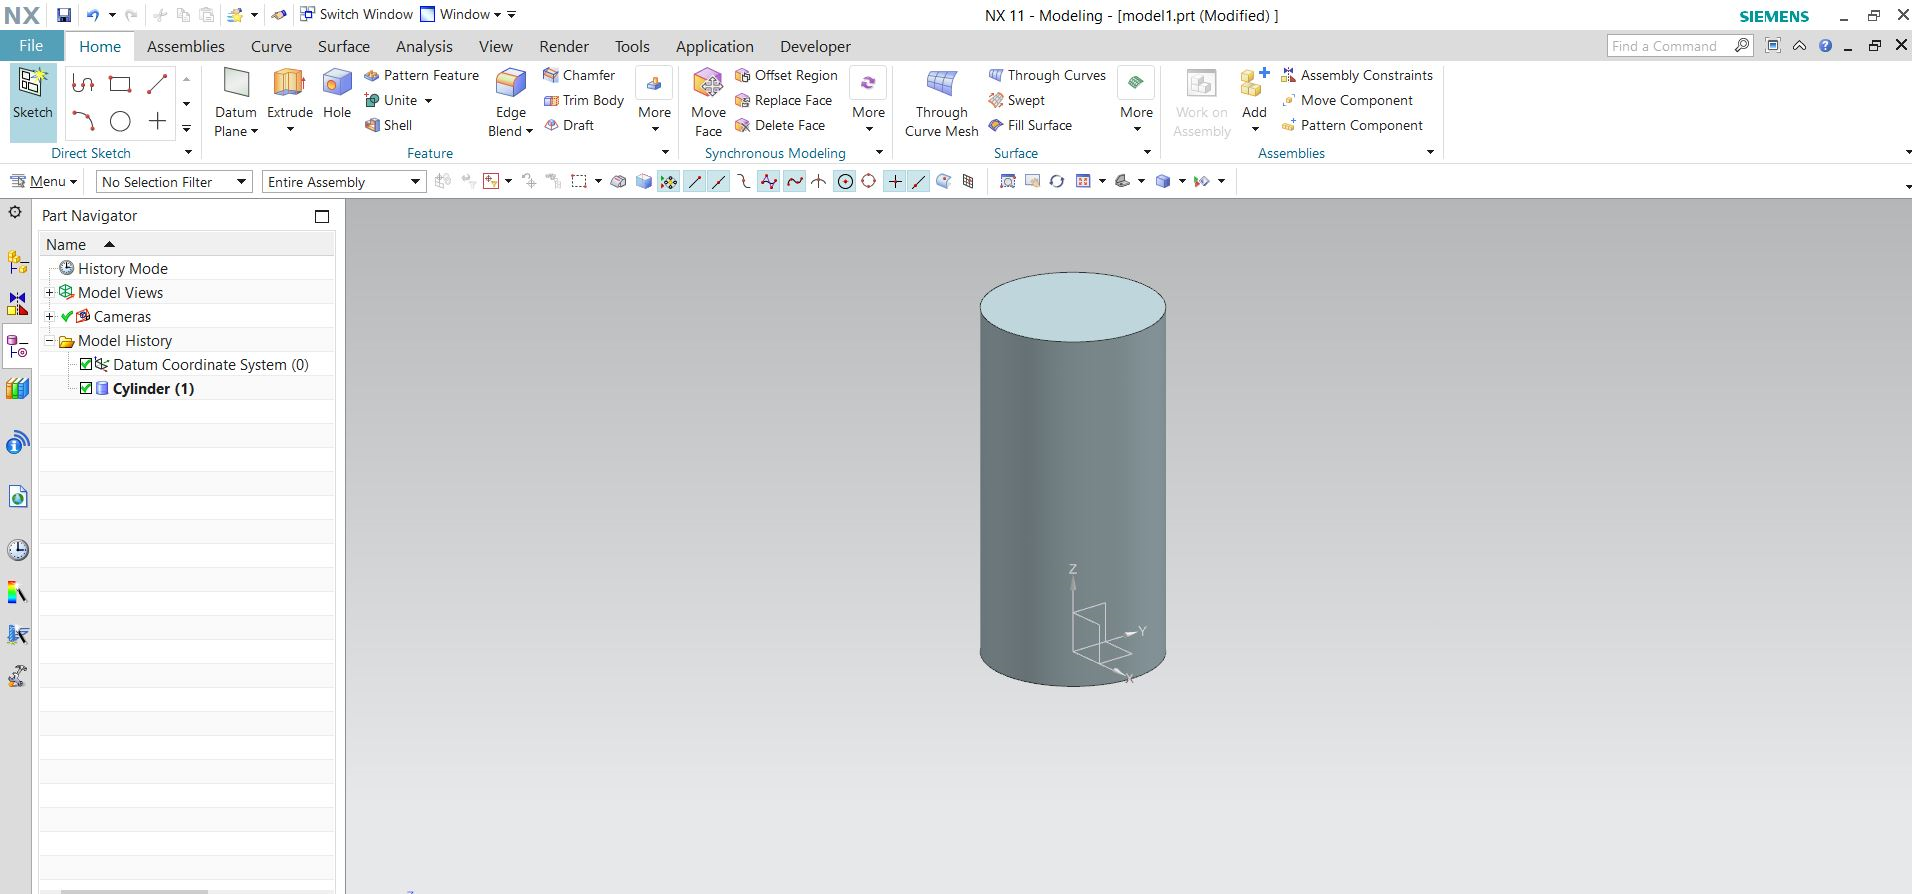 NX Switch Window Window NX 11 - Modeling - [model1.prt (Modified) ] SIEMENS
File Home Assemblies Curve Surface Analysis View Render Tools Application Developer Find a Command
Pattern Feature Chamfer Offset Region Through Curves Assembly Constraints
Sketch Datum Plane Extrude Hole Unite Edge Blend Trim Body More Move Face Replace Face More Through Curve Mesh Swept More Work on Assembly Add Move Component
Shell Draft Delete Face Fill Surface Pattern Component
Direct Sketch Feature Synchronous Modeling Surface Assemblies
Menu No Selection Filter Entire Assembly
Part Navigator
Name
History Mode
Model Views
Cameras
Model History
Datum Coordinate System (0)
Cylinder (1)
Z
Y
X